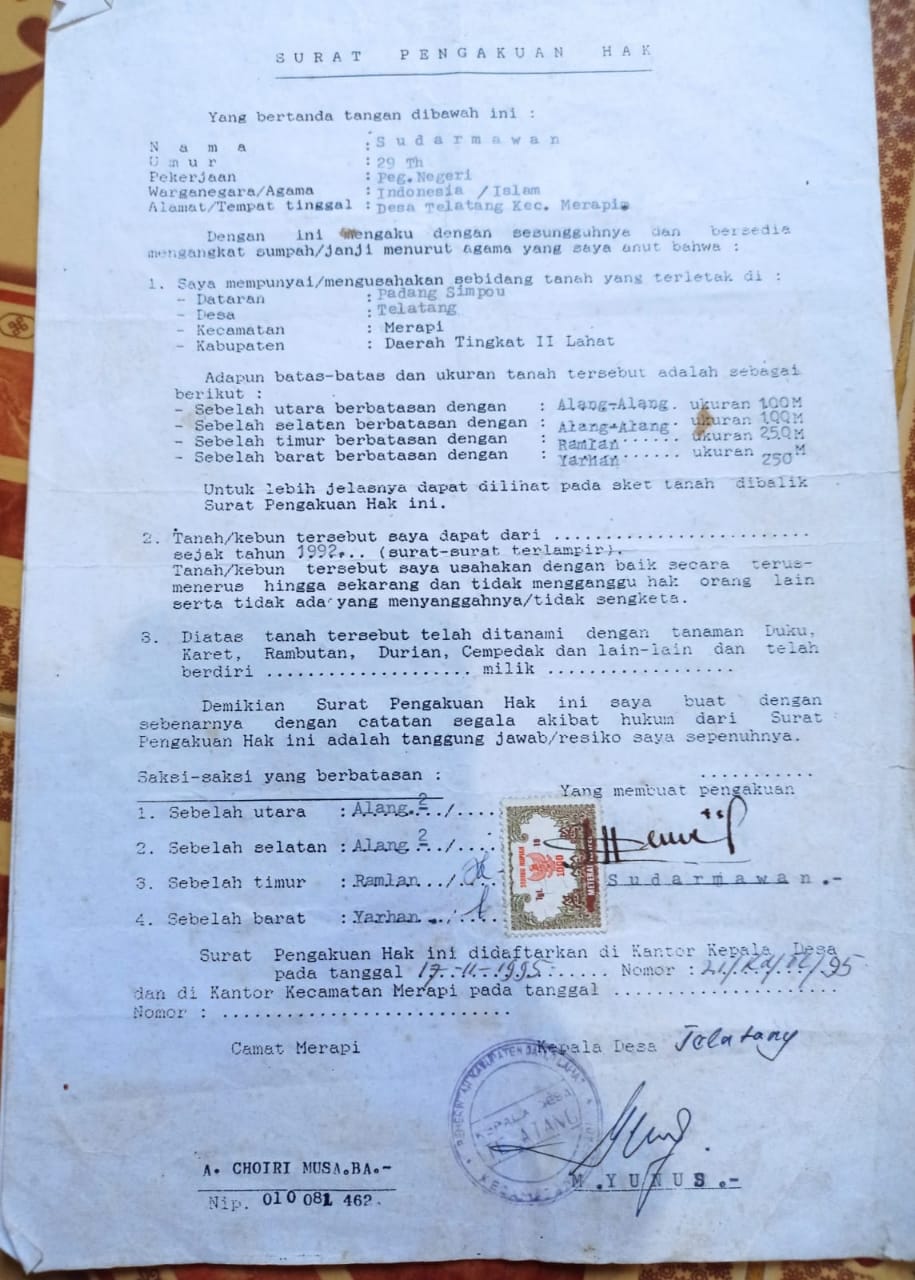 SURAT PENGAKUAN HAK
Yang bertanda tangan dibawah ini :
N a m a : S u d a r m a w a n
U m u r : 29 Th
Pekerjaan : Peg.Negeri
Warganegara/Agama : Indonesia /Islam
Alamat/Tempat tinggal : Desa Telatang Kec. Merapi.
Dengan ini mengaku dengan sesungguhnya dan bersedia
mengangkat sumpah/janji menurut agama yang saya anut bahwa :
1. Saya mempunyai/mengusahakan sebidang tanah yang terletak di :
- Dataran : Padang Simpou
- Desa : Telatang
- Kecamatan : Merapi
- Kabupaten : Daerah Tingkat II Lahat
Adapun batas-batas dan ukuran tanah tersebut adalah sebagai
berikut :
- Sebelah utara berbatasan dengan : Alang-Alang. ukuran 100 M
- Sebelah selatan berbatasan dengan : Alang-Alang. ukuran 100 M
- Sebelah timur berbatasan dengan : Ramlan...... ukuran 250 M
- Sebelah barat berbatasan dengan : Yarhan...... ukuran 250 M
Untuk lebih jelasnya dapat dilihat pada sket tanah dibalik
Surat Pengakuan Hak ini.
2. Tanah/kebun tersebut saya dapat dari ........................
sejak tahun 1992... (surat-surat terlampir).
Tanah/kebun tersebut saya usahakan dengan baik secara terus-
menerus hingga sekarang dan tidak mengganggu hak orang lain
serta tidak ada yang menyanggahnya/tidak sengketa.
3. Diatas tanah tersebut telah ditanami dengan tanaman Duku,
Karet, Rambutan, Durian, Cempedak dan lain-lain dan telah
berdiri ................... milik .................
Demikian Surat Pengakuan Hak ini saya buat dengan
sebenarnya dengan catatan segala akibat hukum dari Surat
Pengakuan Hak ini adalah tanggung jawab/resiko saya sepenuhnya.
Saksi-saksi yang berbatasan : ..........
Yang membuat pengakuan
1. Sebelah utara : Alang.2../....
2. Sebelah selatan : Alang 2../....
3. Sebelah timur : Ramlan../
4. Sebelah barat : Yarhan../
1000
METERAI
S u d a r m a w a n.-
Surat Pengakuan Hak ini didaftarkan di Kantor Kepala Desa
pada tanggal 17-11-1995...... Nomor :
dan di Kantor Kecamatan Merapi pada tanggal .....................
Nomor : ...........................
Camat Merapi Kepala Desa Telatang
KEPALA DESA
A. CHOIRI MUSA.BA.- M.YUNUS.-
Nip. 010 081 462.